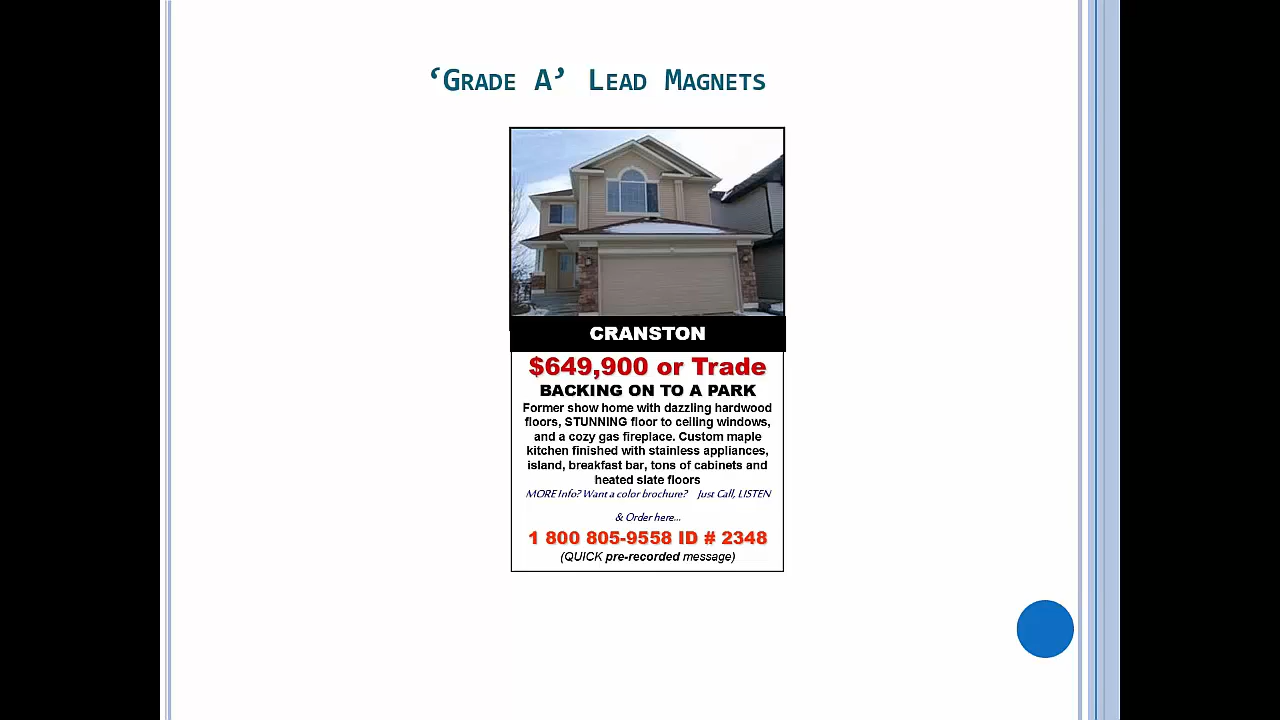 ‘Grade A’ Lead Magnets
CRANSTON
$649,900 or Trade
BACKING ON TO A PARK
Former show home with dazzling hardwood
floors, STUNNING floor to ceiling windows,
and a cozy gas fireplace. Custom maple
kitchen finished with stainless appliances,
island, breakfast bar, tons of cabinets and
heated slate floors
MORE Info? Want a color brochure? Just Call, LISTEN
& Order here...
1 800 805-9558 ID # 2348
(QUICK pre-recorded message)